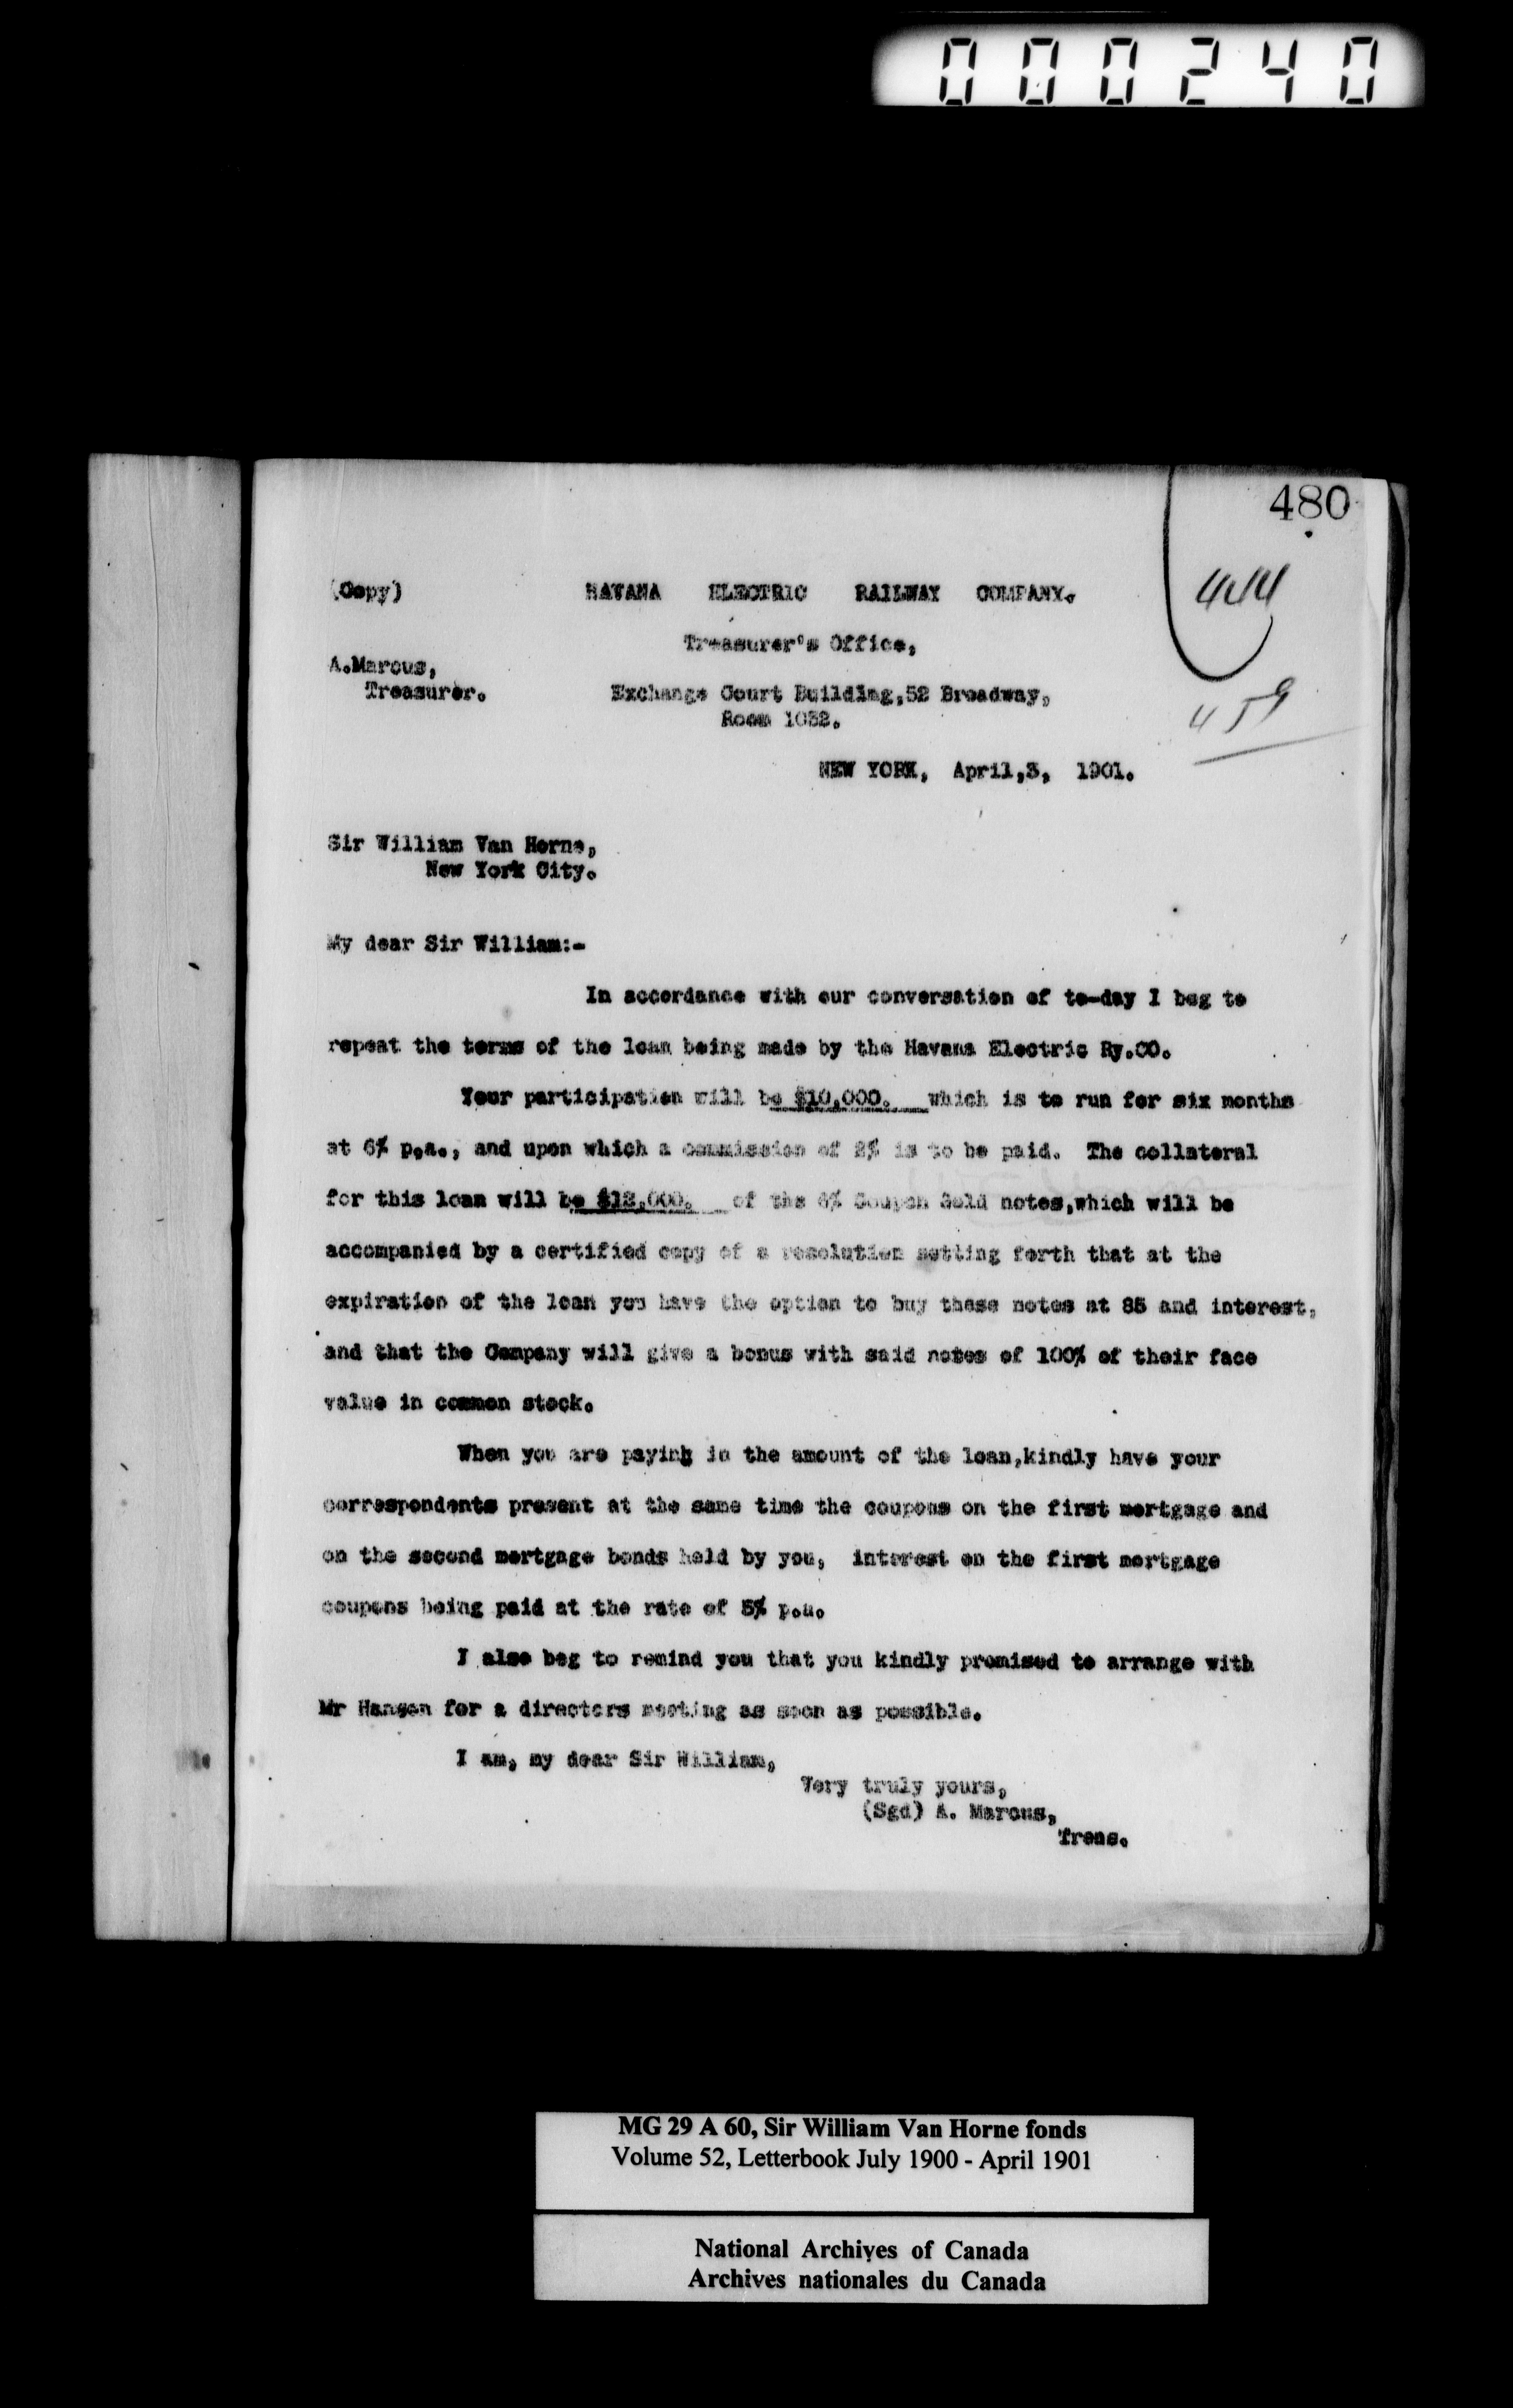 000240
480
444
459
(Copy) HAVANA ELECTRIC RAILWAY COMPANY.
Treasurer's Office,
A.Marcus,
Treasurer.
Exchange Court Building,52 Broadway,
Room 1032.
NEW YORK, April,3, 1901.
Sir William Van Horne,
New York City.
My dear Sir William:-
In accordance with our conversation of to-day I beg to
repeat the terms of the loan being made by the Havana Electric Ry.CO.
Your participation will be $10,000. which is to run for six months
at 6% p.a., and upon which a commission of 2% is to be paid. The collateral
for this loan will be $12,000. of the 6% Coupon Gold notes,which will be
accompanied by a certified copy of a resolution setting forth that at the
expiration of the loan you have the option to buy these notes at 85 and interest,
and that the Company will give a bonus with said notes of 100% of their face
value in common stock.
When you are paying in the amount of the loan,kindly have your
correspondents present at the same time the coupons on the first mortgage and
on the second mortgage bonds held by you, interest on the first mortgage
coupons being paid at the rate of 5% p.a.
I also beg to remind you that you kindly promised to arrange with
Mr Hanson for a directors meeting as soon as possible.
I am, my dear Sir William,
Very truly yours,
(Sgd) A. Marcus,
Treas.
MG 29 A 60, Sir William Van Horne fonds
Volume 52, Letterbook July 1900 - April 1901
National Archives of Canada
Archives nationales du Canada